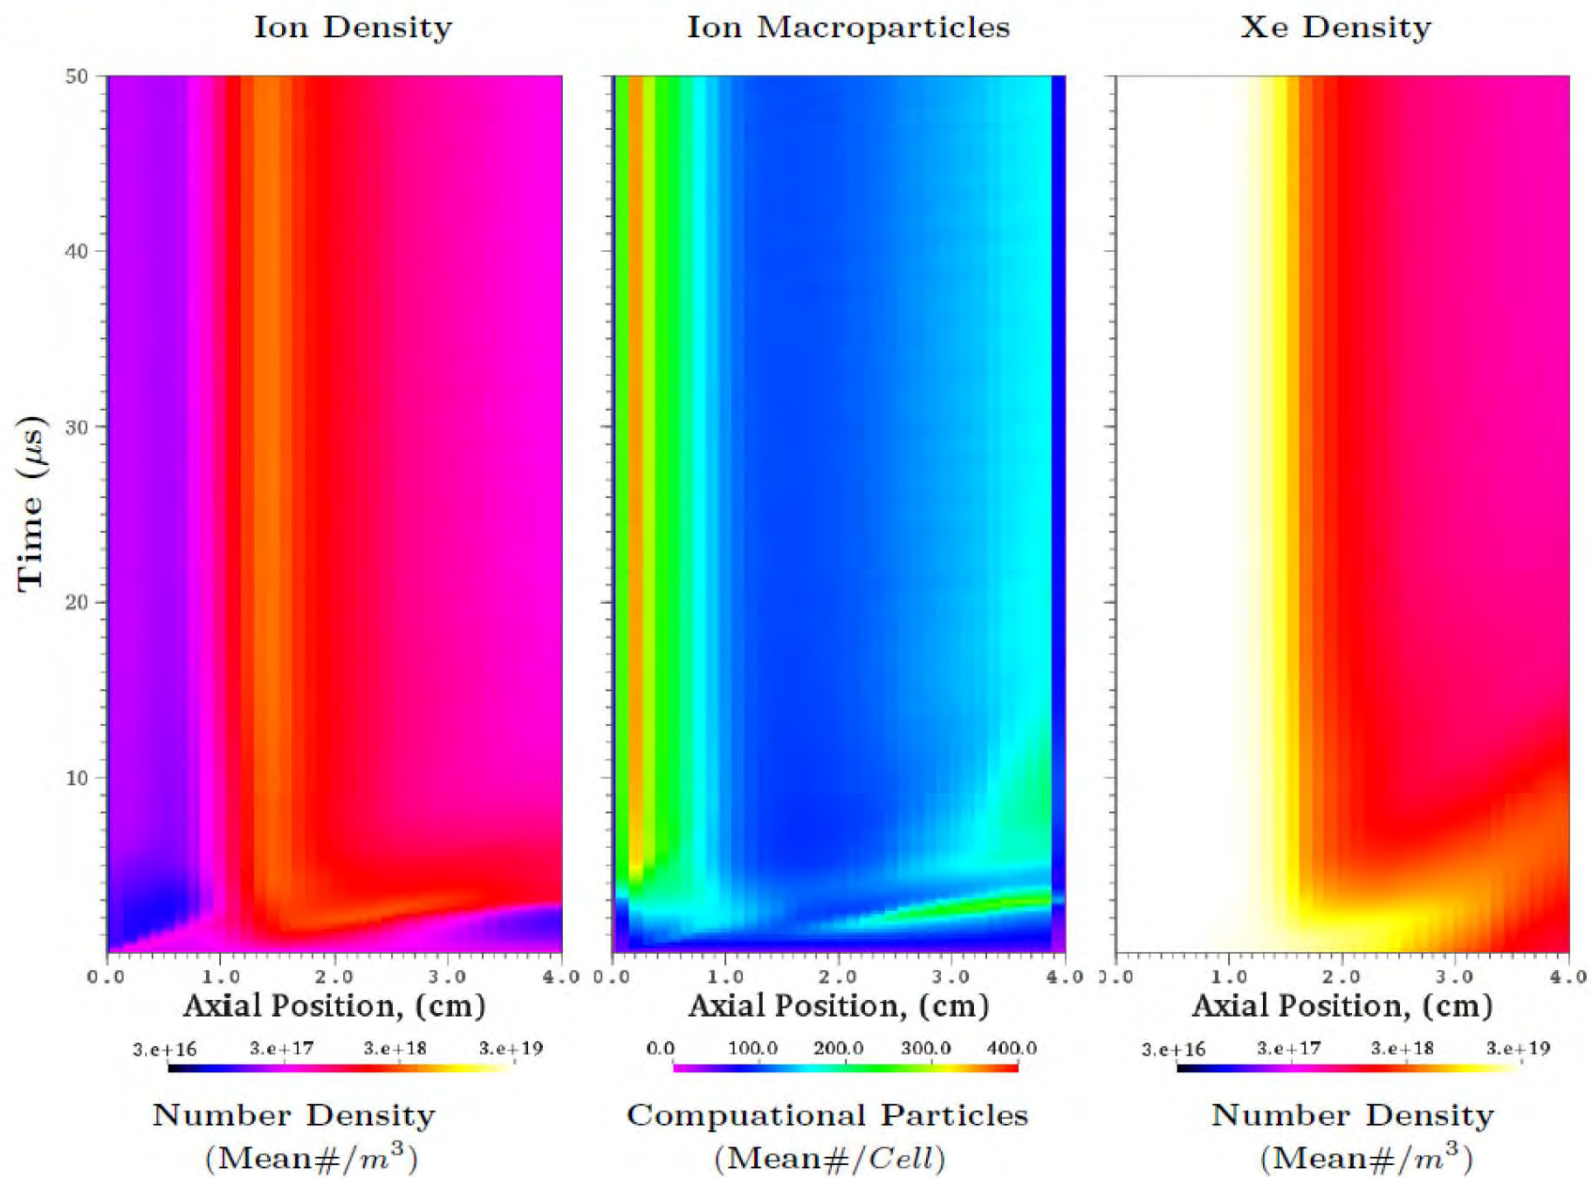 Ion Density Ion Macroparticles Xe Density
50
40
30
20
10
Time (μs)
0.0 1.0 2.0 3.0 4.0 0.0 1.0 2.0 3.0 4.0 0.0 1.0 2.0 3.0 4.0
Axial Position, (cm) Axial Position, (cm) Axial Position, (cm)
3.e+16 3.e+17 3.e+18 3.e+19 0.0 100.0 200.0 300.0 400.0 3.e+16 3.e+17 3.e+18 3.e+19
Number Density Compuational Particles Number Density
(Mean#/m³) (Mean#/Cell) (Mean#/m³)